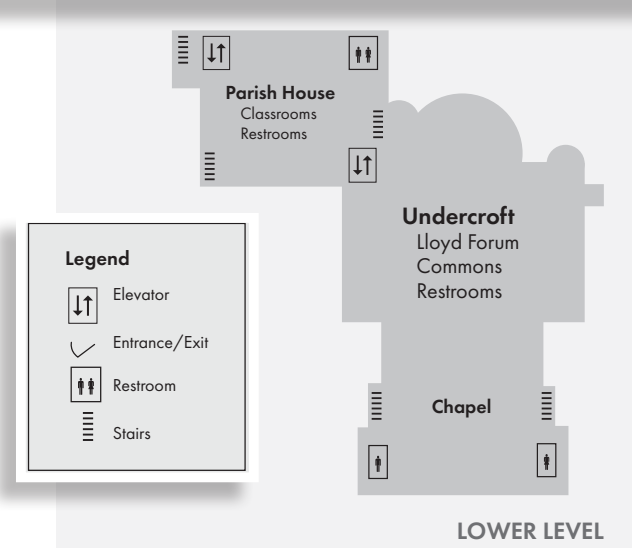 Parish House
Classrooms
Restrooms
Undercroft
Lloyd Forum
Commons
Restrooms
Legend
Elevator
Entrance/Exit
Restroom
Stairs
Chapel
LOWER LEVEL